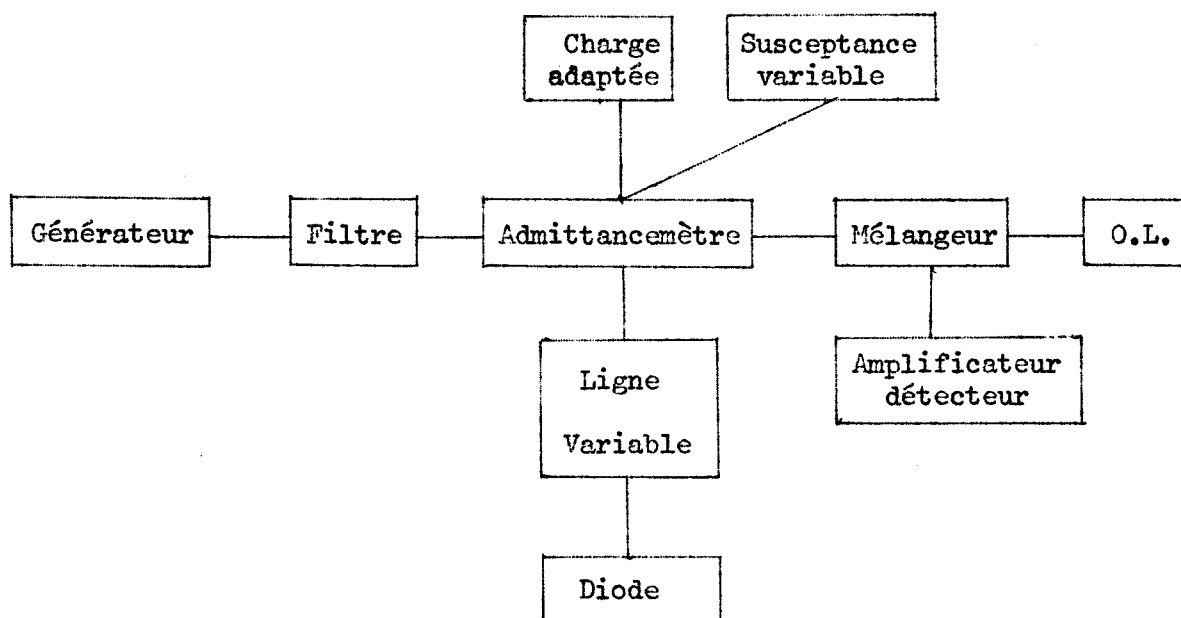 Charge
adaptée
Susceptance
variable
Générateur
Filtre
Admittancemètre
Mélangeur
O.L.
Ligne
Variable
Amplificateur
détecteur
Diode